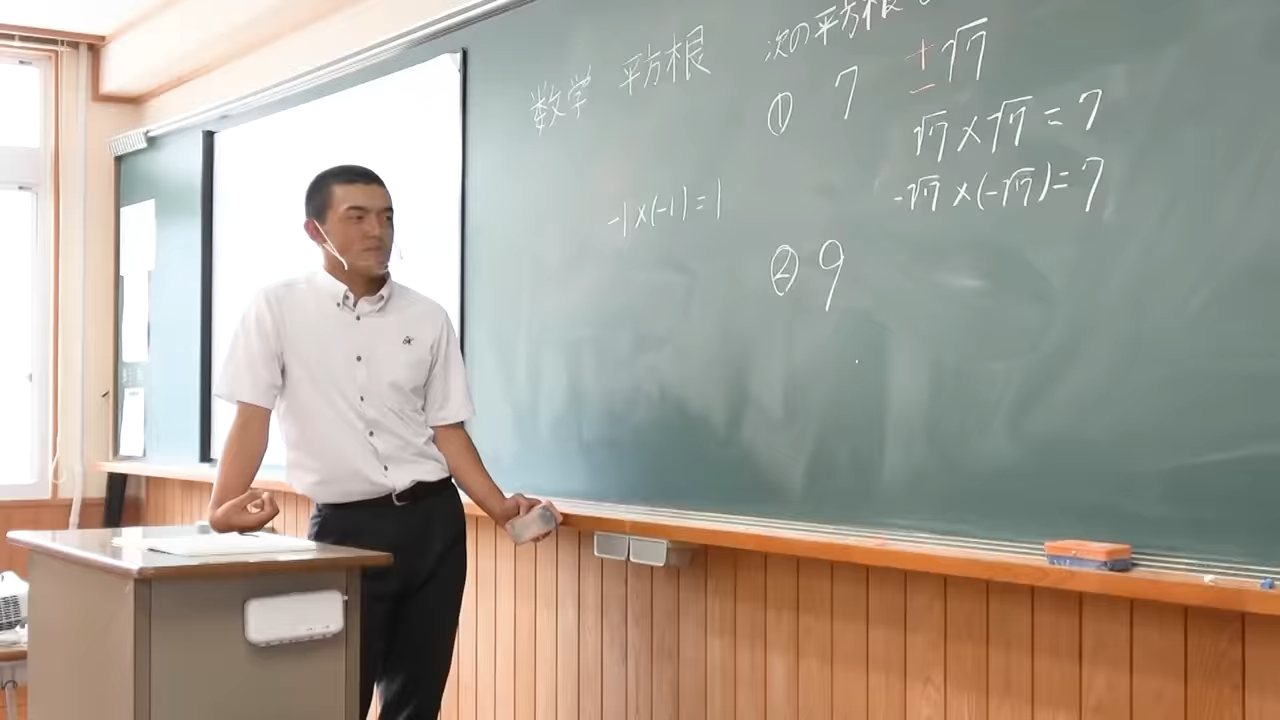 数学 平方根
次の平方根
① 7 ±√7
√7×√7=7
-√7×(-√7)=7
-1×(-1)=1
② 9